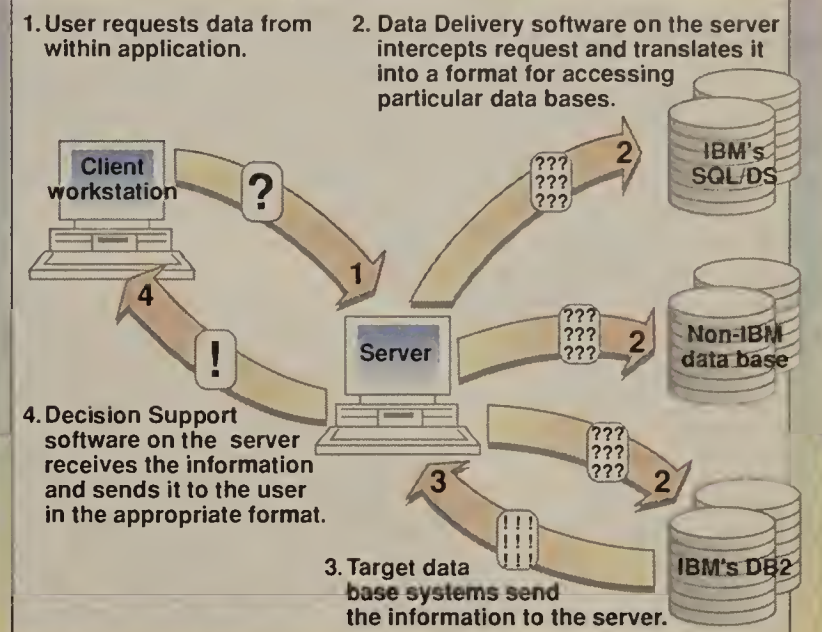 1. User requests data from
within application.
2. Data Delivery software on the server
intercepts request and translates it
into a format for accessing
particular data bases.
Client
workstation
?
1
???
???
???
2
IBM's
SQL/DS
4
!
Server
???
???
???
2
Non-IBM
data base
4. Decision Support
software on the server
receives the information
and sends it to the user
in the appropriate format.
???
???
???
2
3
! ! !
! ! !
! ! !
IBM's DB2
3. Target data
base systems send
the information to the server.